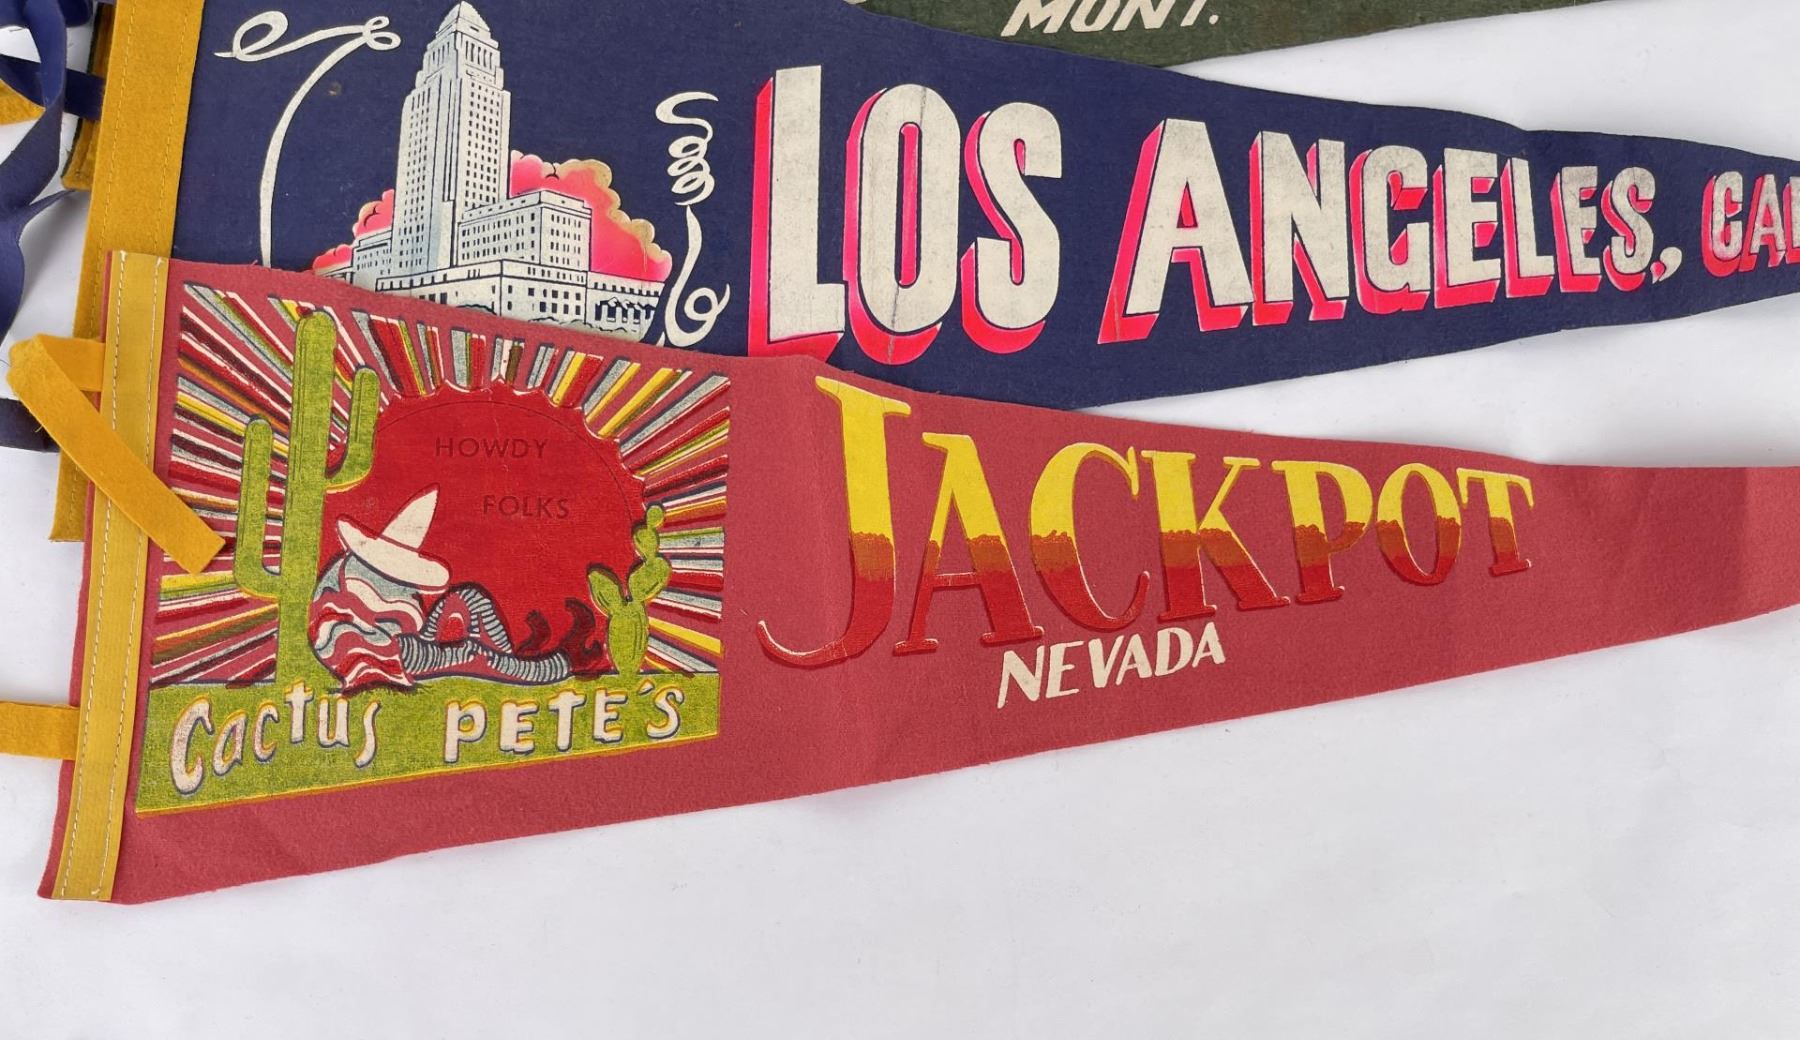 MONT.
LOS ANGELES, CAL
HOWDY
FOLKS
Cactus PETE'S
JACKPOT
NEVADA